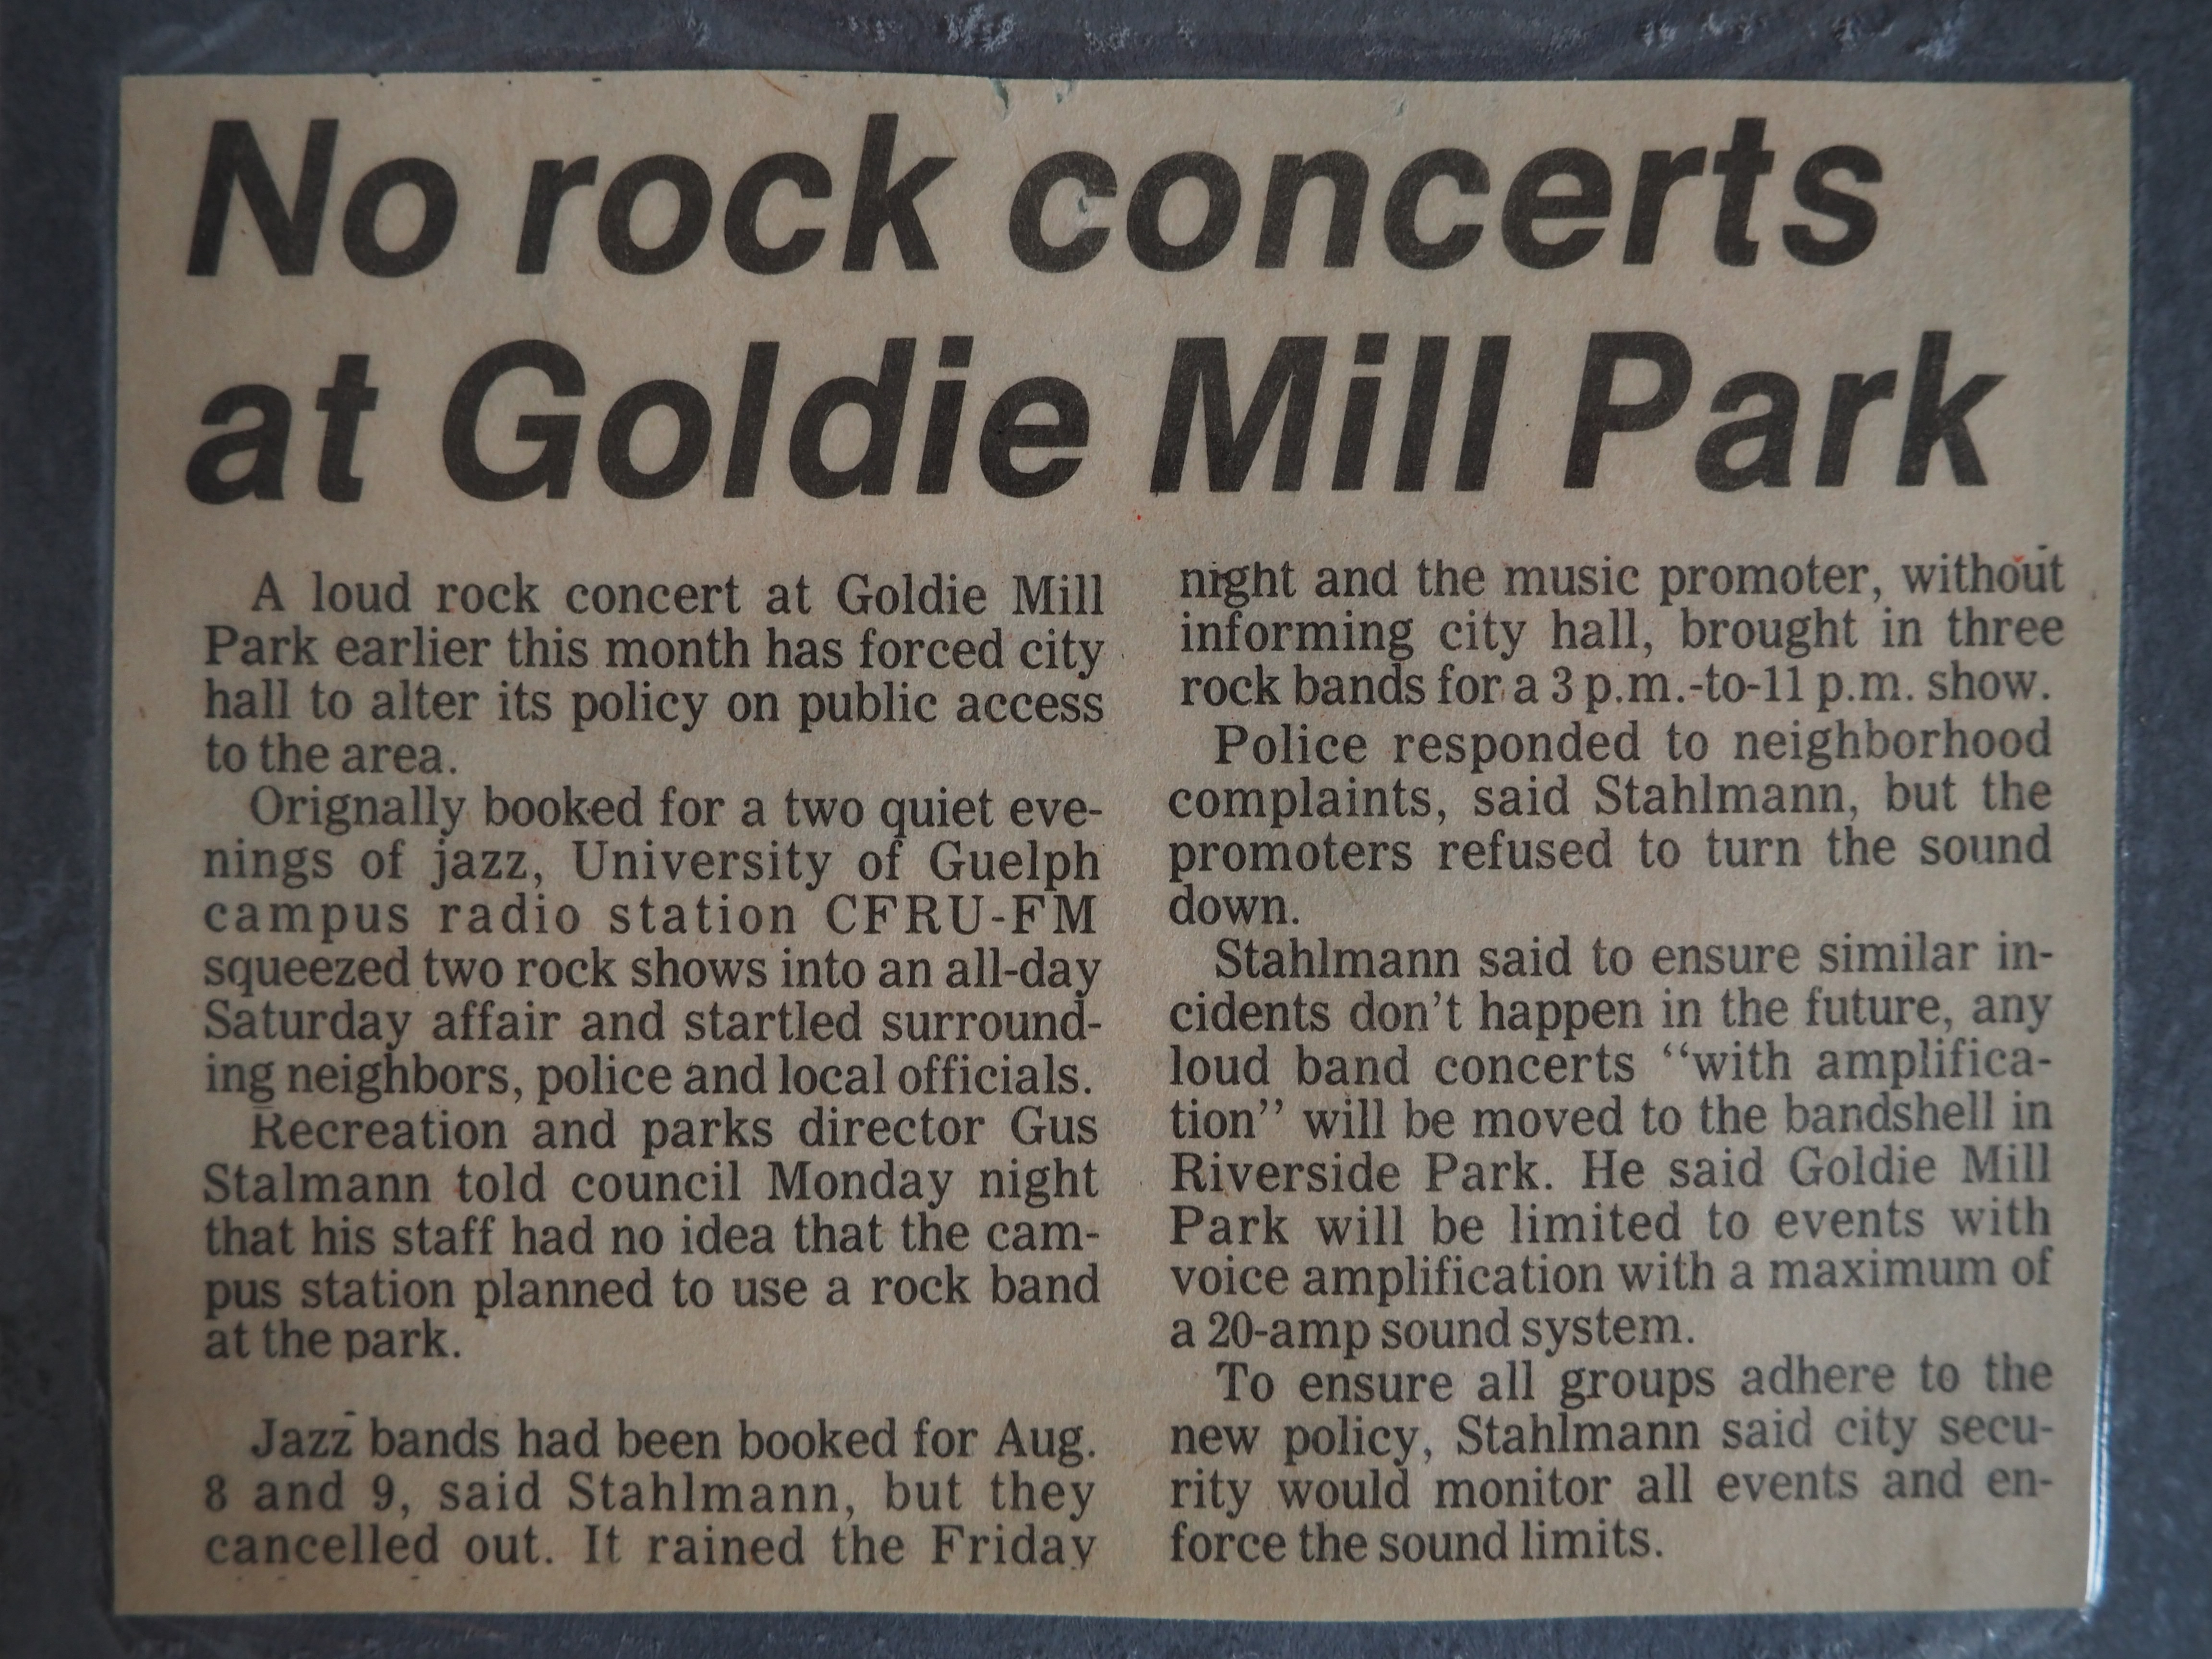 No rock concerts
at Goldie Mill Park
A loud rock concert at Goldie Mill
Park earlier this month has forced city
hall to alter its policy on public access
to the area.
Orignally booked for a two quiet eve-
nings of jazz, University of Guelph
campus radio station CFRU-FM
squeezed two rock shows into an all-day
Saturday affair and startled surround-
ing neighbors, police and local officials.
Recreation and parks director Gus
Stalmann told council Monday night
that his staff had no idea that the cam-
pus station planned to use a rock band
at the park.
Jazz bands had been booked for Aug.
8 and 9, said Stahlmann, but they
cancelled out. It rained the Friday
night and the music promoter, without
informing city hall, brought in three
rock bands for a 3 p.m.-to-11 p.m. show.
Police responded to neighborhood
complaints, said Stahlmann, but the
promoters refused to turn the sound
down.
Stahlmann said to ensure similar in-
cidents don't happen in the future, any
loud band concerts “with amplifica-
tion” will be moved to the bandshell in
Riverside Park. He said Goldie Mill
Park will be limited to events with
voice amplification with a maximum of
a 20-amp sound system.
To ensure all groups adhere to the
new policy, Stahlmann said city secu-
rity would monitor all events and en-
force the sound limits.